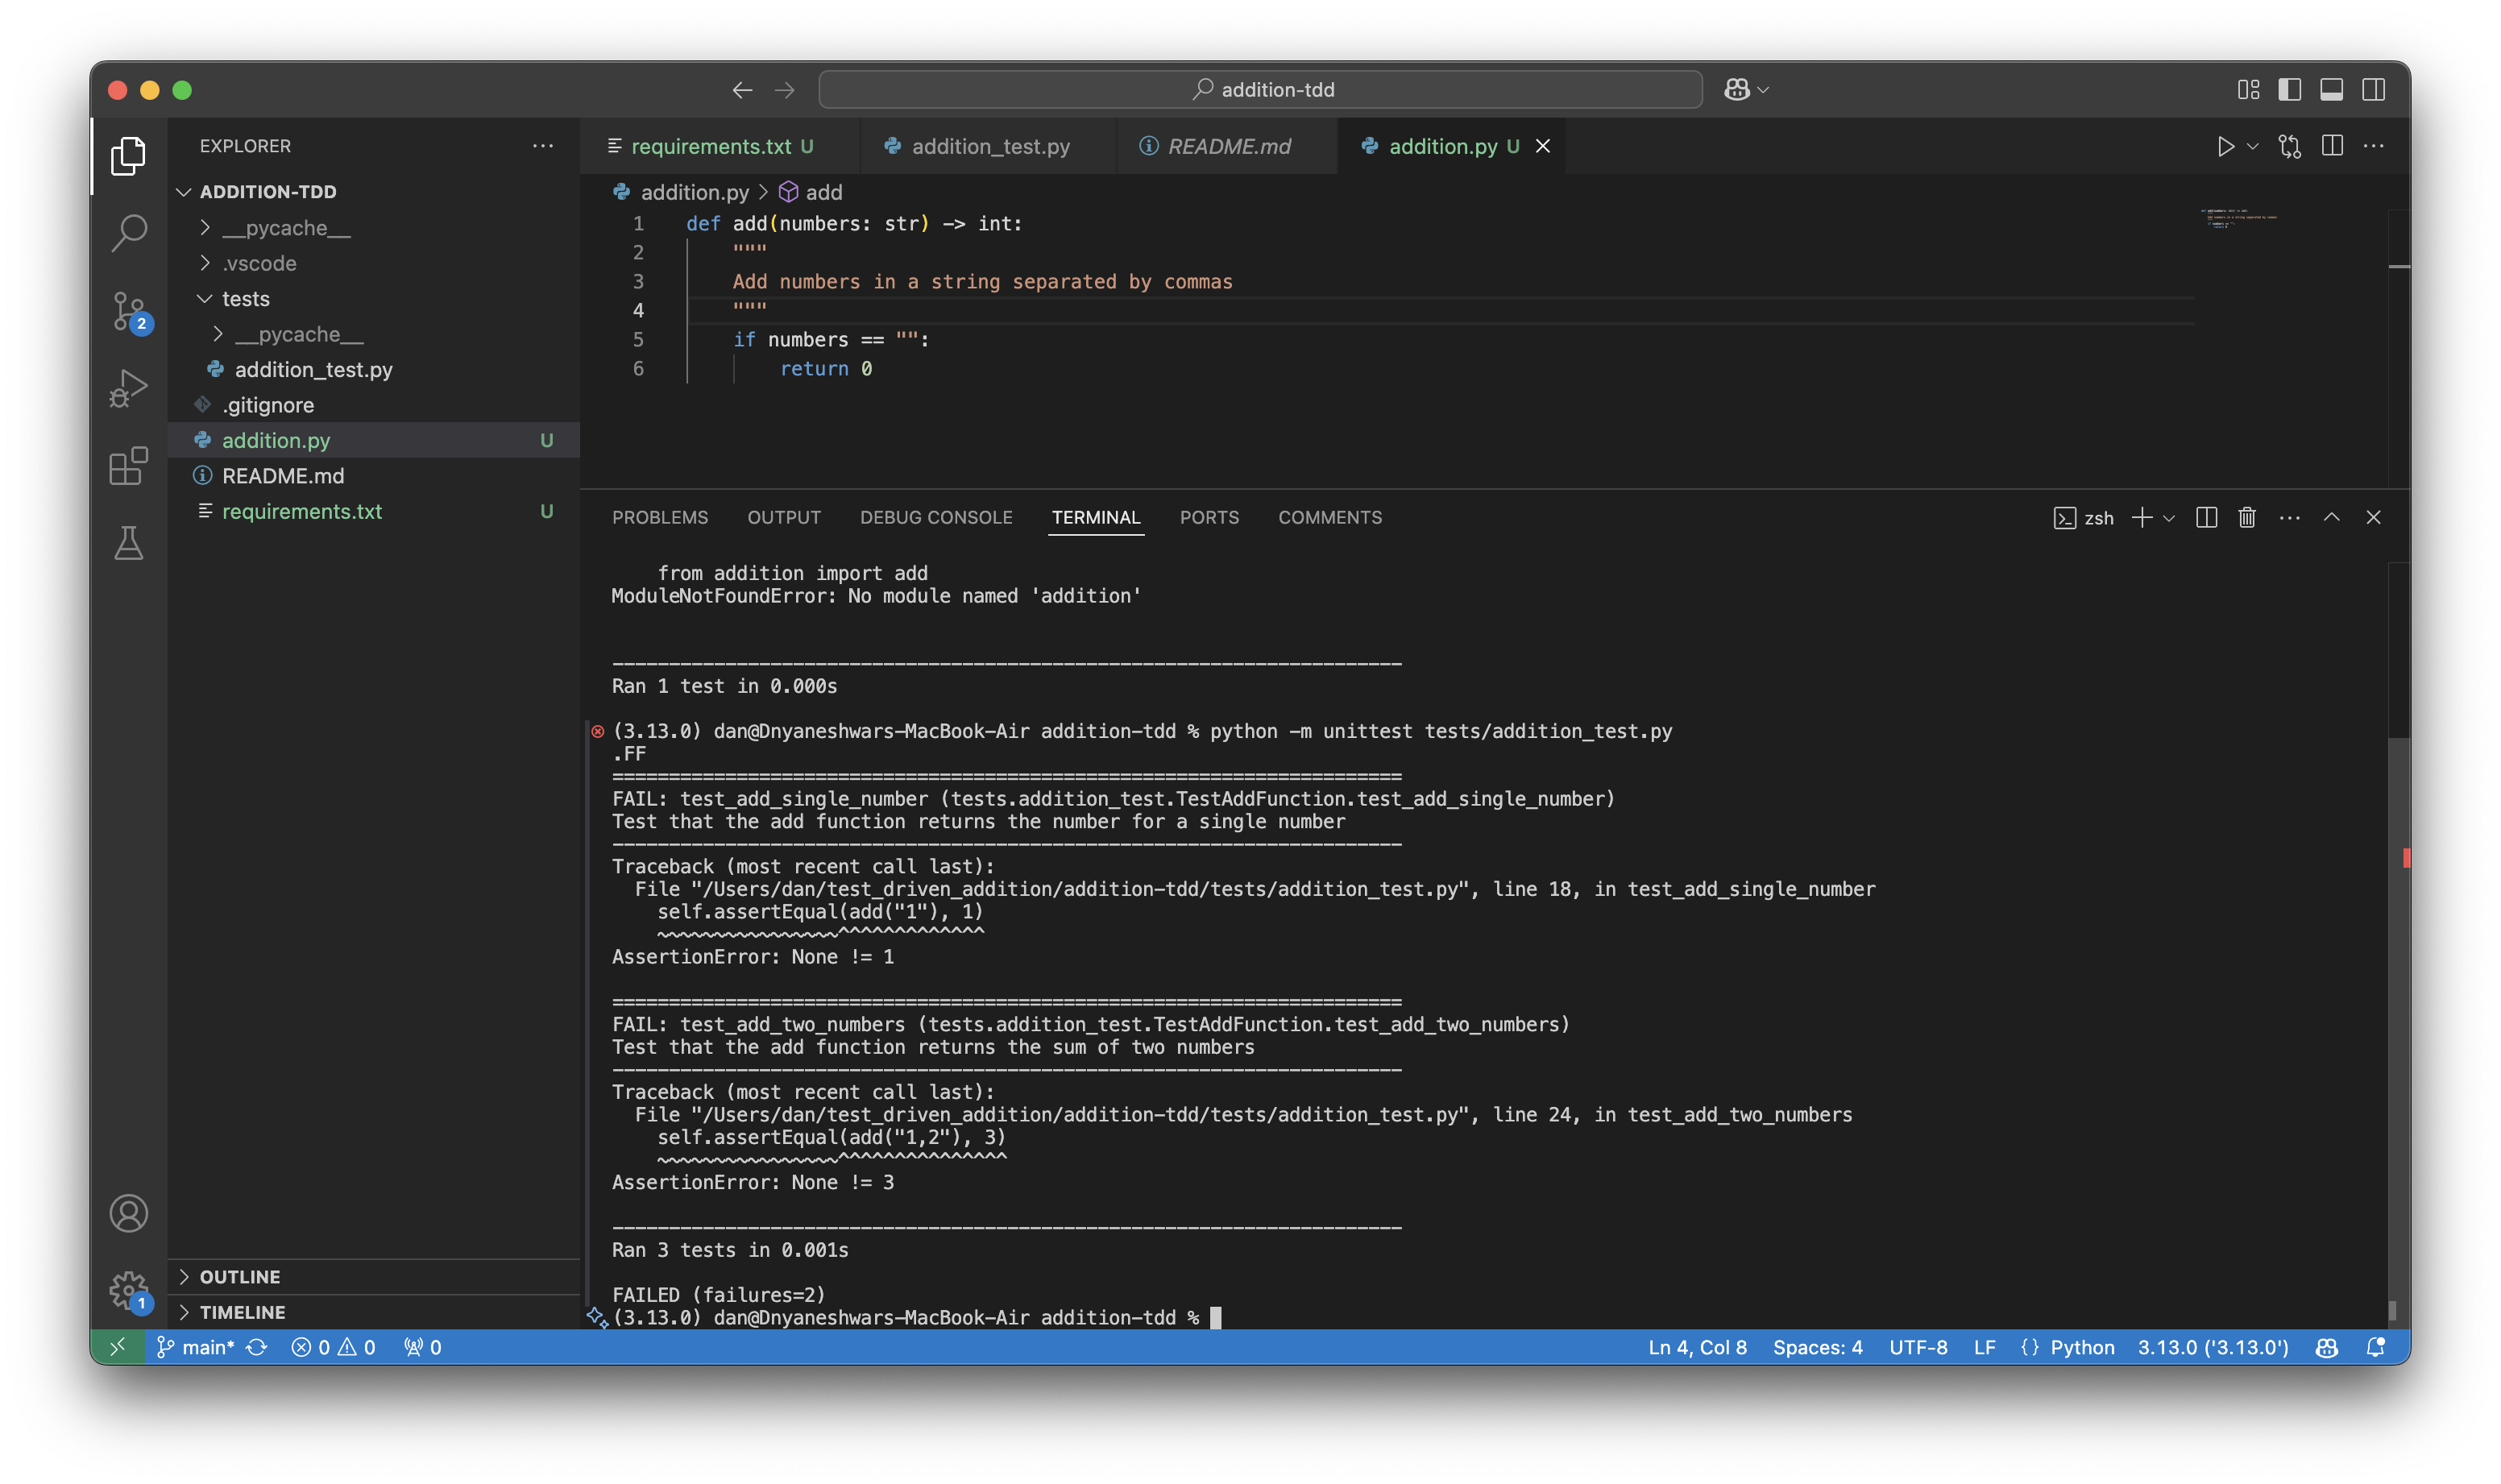 addition-tdd
EXPLORER
ADDITION-TDD
__pycache__
.vscode
tests
__pycache__
addition_test.py
.gitignore
addition.py U
README.md
requirements.txt U
OUTLINE
TIMELINE
2
1
requirements.txt U
addition_test.py
README.md
addition.py U
addition.py > add
1 def add(numbers: str) -> int:
2 """
3 Add numbers in a string separated by commas
4 """
5 if numbers == "":
6 return 0
PROBLEMS OUTPUT DEBUG CONSOLE TERMINAL PORTS COMMENTS
zsh
from addition import add
ModuleNotFoundError: No module named 'addition'
----------------------------------------------------------------------
Ran 1 test in 0.000s
(3.13.0) dan@Dnyaneshwars-MacBook-Air addition-tdd % python -m unittest tests/addition_test.py
.FF
======================================================================
FAIL: test_add_single_number (tests.addition_test.TestAddFunction.test_add_single_number)
Test that the add function returns the number for a single number
----------------------------------------------------------------------
Traceback (most recent call last):
File "/Users/dan/test_driven_addition/addition-tdd/tests/addition_test.py", line 18, in test_add_single_number
self.assertEqual(add("1"), 1)
~~~~~~~~~~~~~~~~^^^^^^^^^^^^^
AssertionError: None != 1
======================================================================
FAIL: test_add_two_numbers (tests.addition_test.TestAddFunction.test_add_two_numbers)
Test that the add function returns the sum of two numbers
----------------------------------------------------------------------
Traceback (most recent call last):
File "/Users/dan/test_driven_addition/addition-tdd/tests/addition_test.py", line 24, in test_add_two_numbers
self.assertEqual(add("1,2"), 3)
~~~~~~~~~~~~~~~~^^^^^^^^^^^^^^^
AssertionError: None != 3
----------------------------------------------------------------------
Ran 3 tests in 0.001s
FAILED (failures=2)
(3.13.0) dan@Dnyaneshwars-MacBook-Air addition-tdd %
main* 0 0 0 Ln 4, Col 8 Spaces: 4 UTF-8 LF {} Python 3.13.0 ('3.13.0')